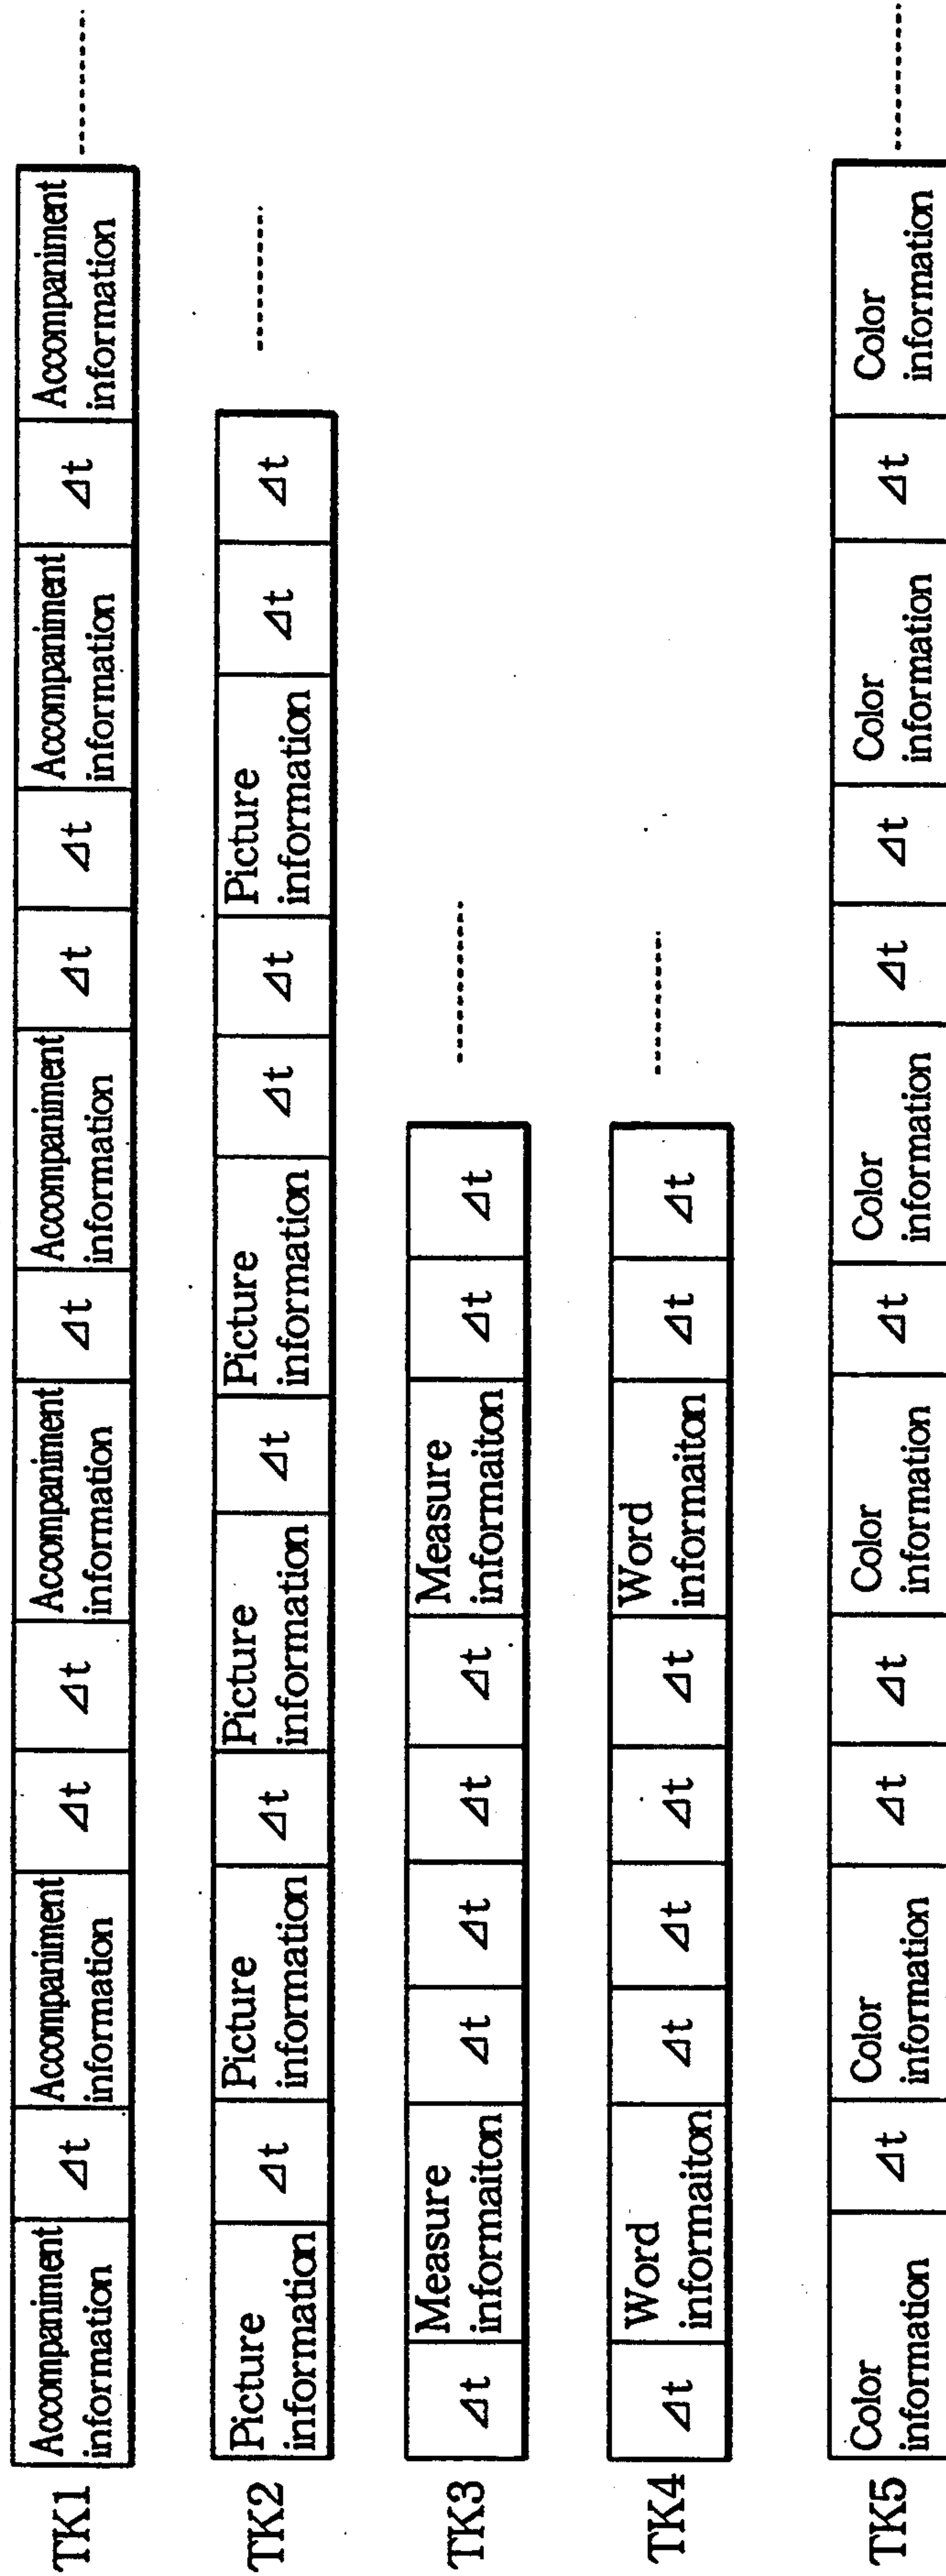 TK1
Accompaniment
information
Δt
Accompaniment
information
Δt
Δt
Accompaniment
information
Δt
Accompaniment
information
Δt
Δt
Accompaniment
information
Δt
Accompaniment
information
TK2
Picture
information
Δt
Picture
information
Δt
Picture
information
Δt
Picture
information
Δt
Δt
Picture
information
Δt
Δt
TK3
Δt
Measure
informaiton
Δt
Δt
Δt
Δt
Measure
informaiton
Δt
Δt
TK4
Δt
Word
informaiton
Δt
Δt
Δt
Δt
Word
informaiton
Δt
Δt
TK5
Color
information
Δt
Color
information
Δt
Δt
Color
information
Δt
Color
information
Δt
Δt
Color
information
Δt
Color
information